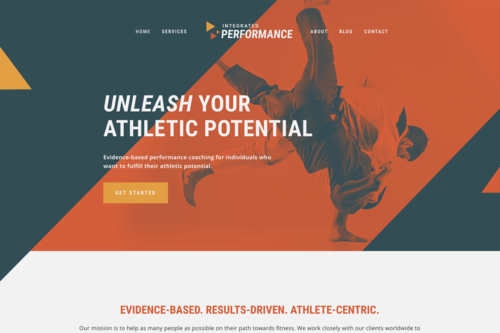 HOME SERVICES INTEGRATED PERFORMANCE ABOUT BLOG CONTACT
UNLEASH YOUR
ATHLETIC POTENTIAL
Evidence-based performance coaching for individuals who
want to fulfill their athletic potential.
GET STARTED
EVIDENCE-BASED. RESULTS-DRIVEN. ATHLETE-CENTRIC.
Our mission is to help as many people as possible on their path towards fitness. We work closely with our clients worldwide to